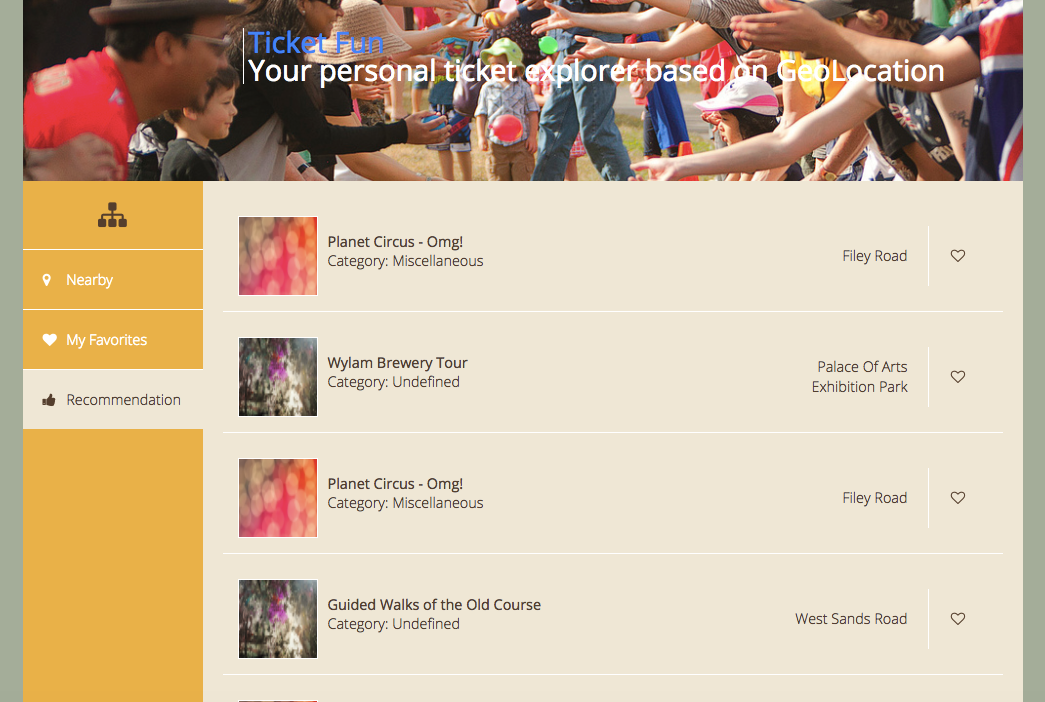 Ticket Fun
Your personal ticket explorer based on GeoLocation
Nearby
My Favorites
Recommendation
Planet Circus - Omg!
Category: Miscellaneous
Filey Road
Wylam Brewery Tour
Category: Undefined
Palace Of Arts
Exhibition Park
Planet Circus - Omg!
Category: Miscellaneous
Filey Road
Guided Walks of the Old Course
Category: Undefined
West Sands Road